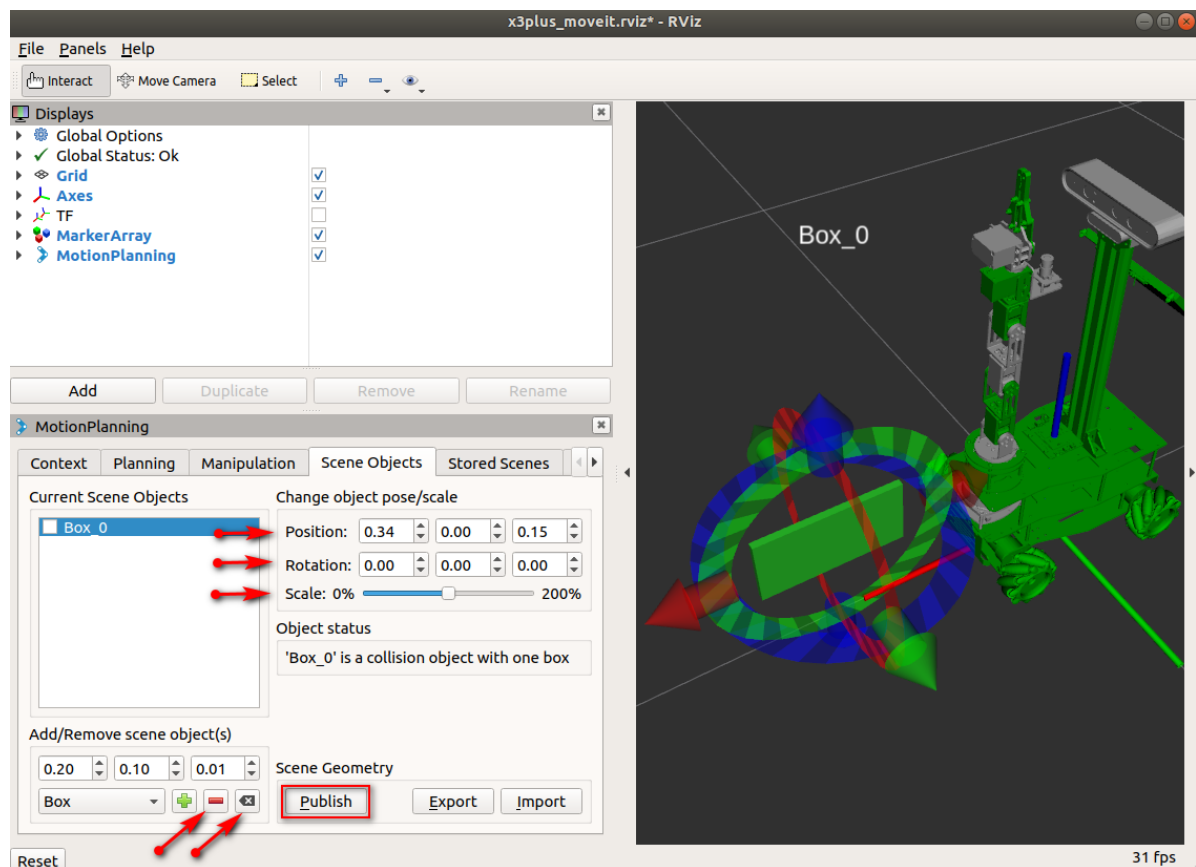 x3plus_moveit.rviz* - RViz
File Panels Help
Interact Move Camera Select
Displays
Global Options
Global Status: Ok
Grid
Axes
TF
MarkerArray
MotionPlanning
Add Duplicate Remove Rename
MotionPlanning
Context Planning Manipulation Scene Objects Stored Scenes
Current Scene Objects Change object pose/scale
Box_0
Position: 0.34 0.00 0.15
Rotation: 0.00 0.00 0.00
Scale: 0% 200%
Object status
'Box_0' is a collision object with one box
Add/Remove scene object(s)
0.20 0.10 0.01 Scene Geometry
Box Publish Export Import
Reset
Box_0
31 fps